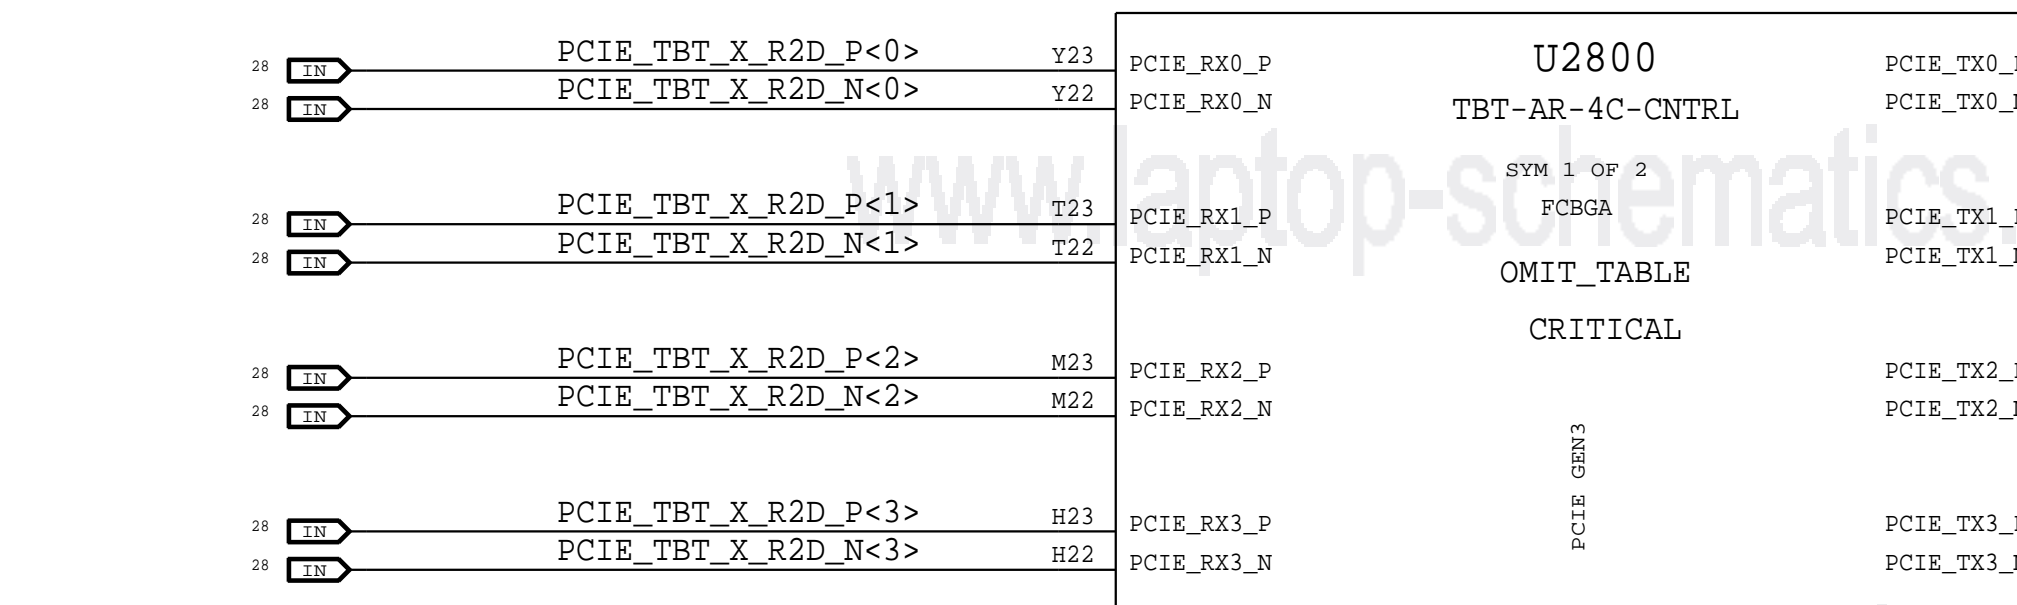 PCIE_TBT_X_R2D_P<0> Y23 PCIE_RX0_P U2800 PCIE_TX0_
28 IN
PCIE_TBT_X_R2D_N<0> Y22 PCIE_RX0_N TBT-AR-4C-CNTRL PCIE_TX0_
28 IN
www.laptop-schematics.
SYM 1 OF 2
PCIE_TBT_X_R2D_P<1> T23 PCIE_RX1_P FCBGA PCIE_TX1_
28 IN
PCIE_TBT_X_R2D_N<1> T22 PCIE_RX1_N PCIE_TX1_
28 IN
OMIT_TABLE
CRITICAL
PCIE_TBT_X_R2D_P<2> M23 PCIE_RX2_P PCIE_TX2_
28 IN
PCIE_TBT_X_R2D_N<2> M22 PCIE_RX2_N PCIE_TX2_
28 IN
PCIE GEN3
PCIE_TBT_X_R2D_P<3> H23 PCIE_RX3_P PCIE_TX3_
28 IN
PCIE_TBT_X_R2D_N<3> H22 PCIE_RX3_N PCIE_TX3_
28 IN